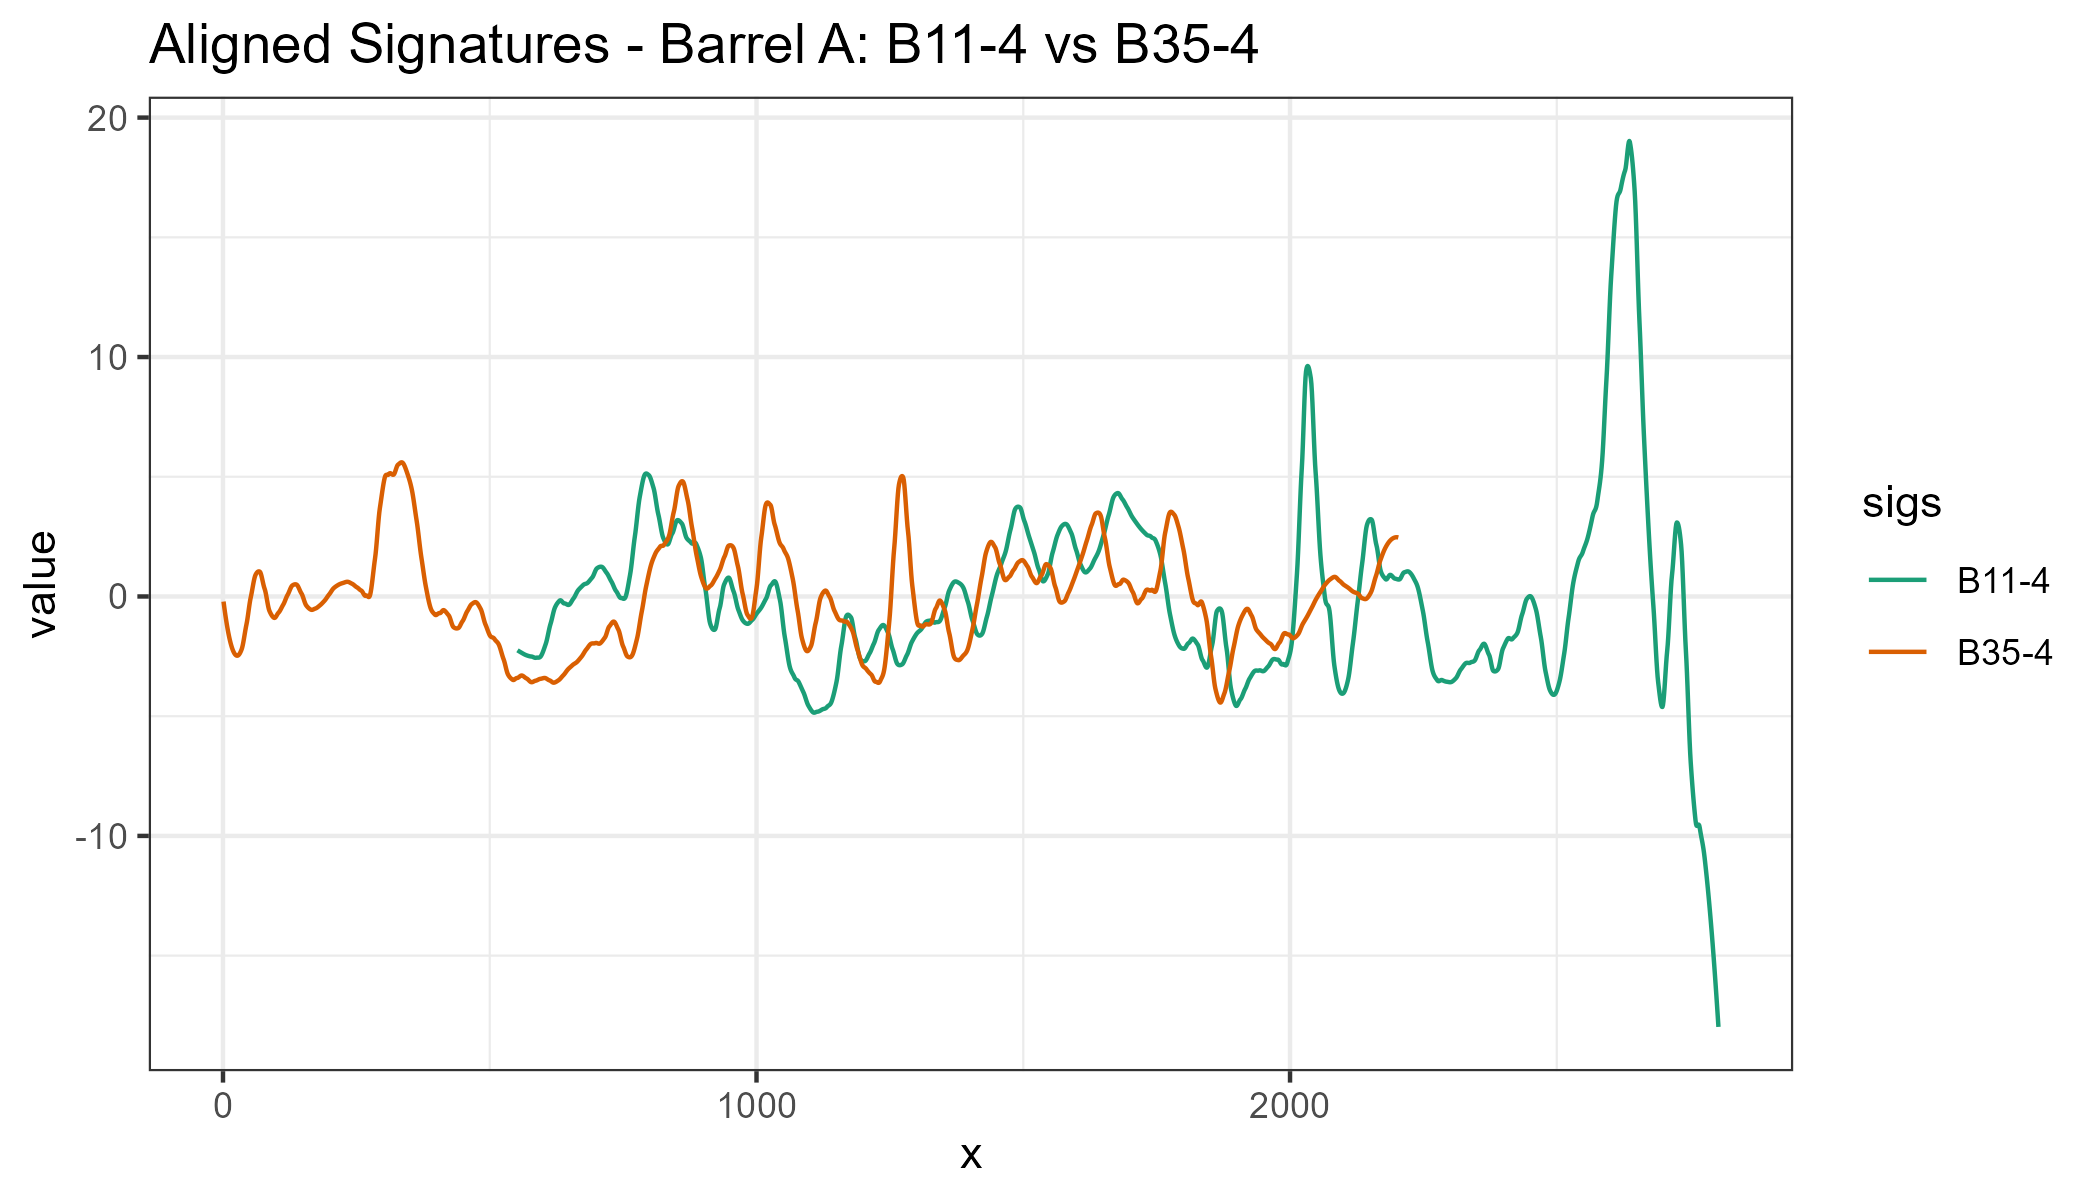 Aligned Signatures - Barrel A: B11-4 vs B35-4
20
10
0
-10
value
0 1000 2000
x
sigs
B11-4
B35-4